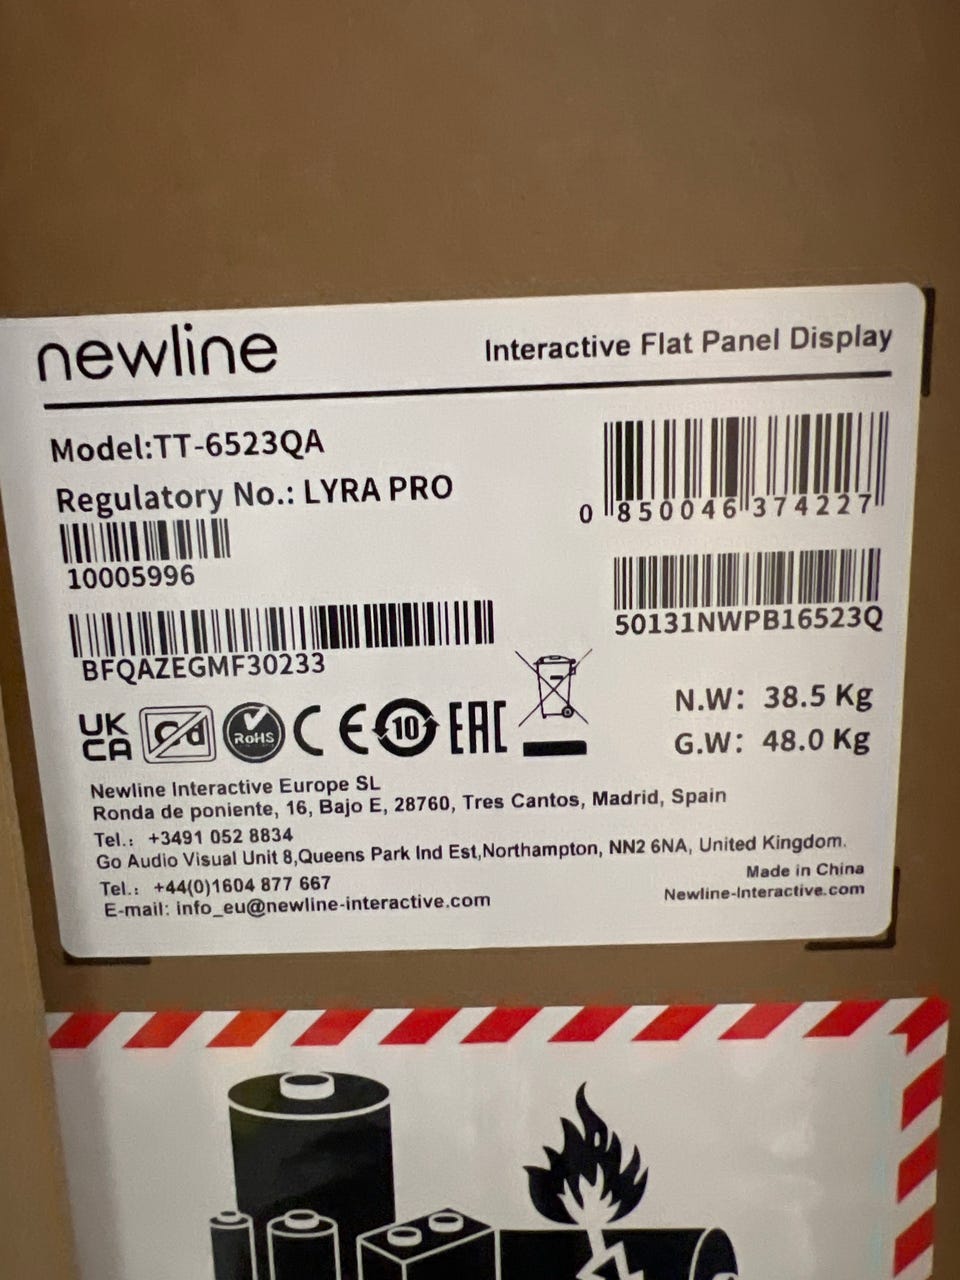 newline
Interactive Flat Panel Display
Model:TT-6523QA
Regulatory No.: LYRA PRO
0 850046 374227
10005996
50131NWPB16523Q
BFQAZEGMF30233
N.W: 38.5 Kg
G.W: 48.0 Kg
UK
CA
Cd
RoHS
CE
10
EAC
Newline Interactive Europe SL
Ronda de poniente, 16, Bajo E, 28760, Tres Cantos, Madrid, Spain
Tel.: +3491 052 8834
Go Audio Visual Unit 8,Queens Park Ind Est,Northampton, NN2 6NA, United Kingdom.
Tel.: +44(0)1604 877 667
Made in China
E-mail: info_eu@newline-interactive.com
Newline-Interactive.com